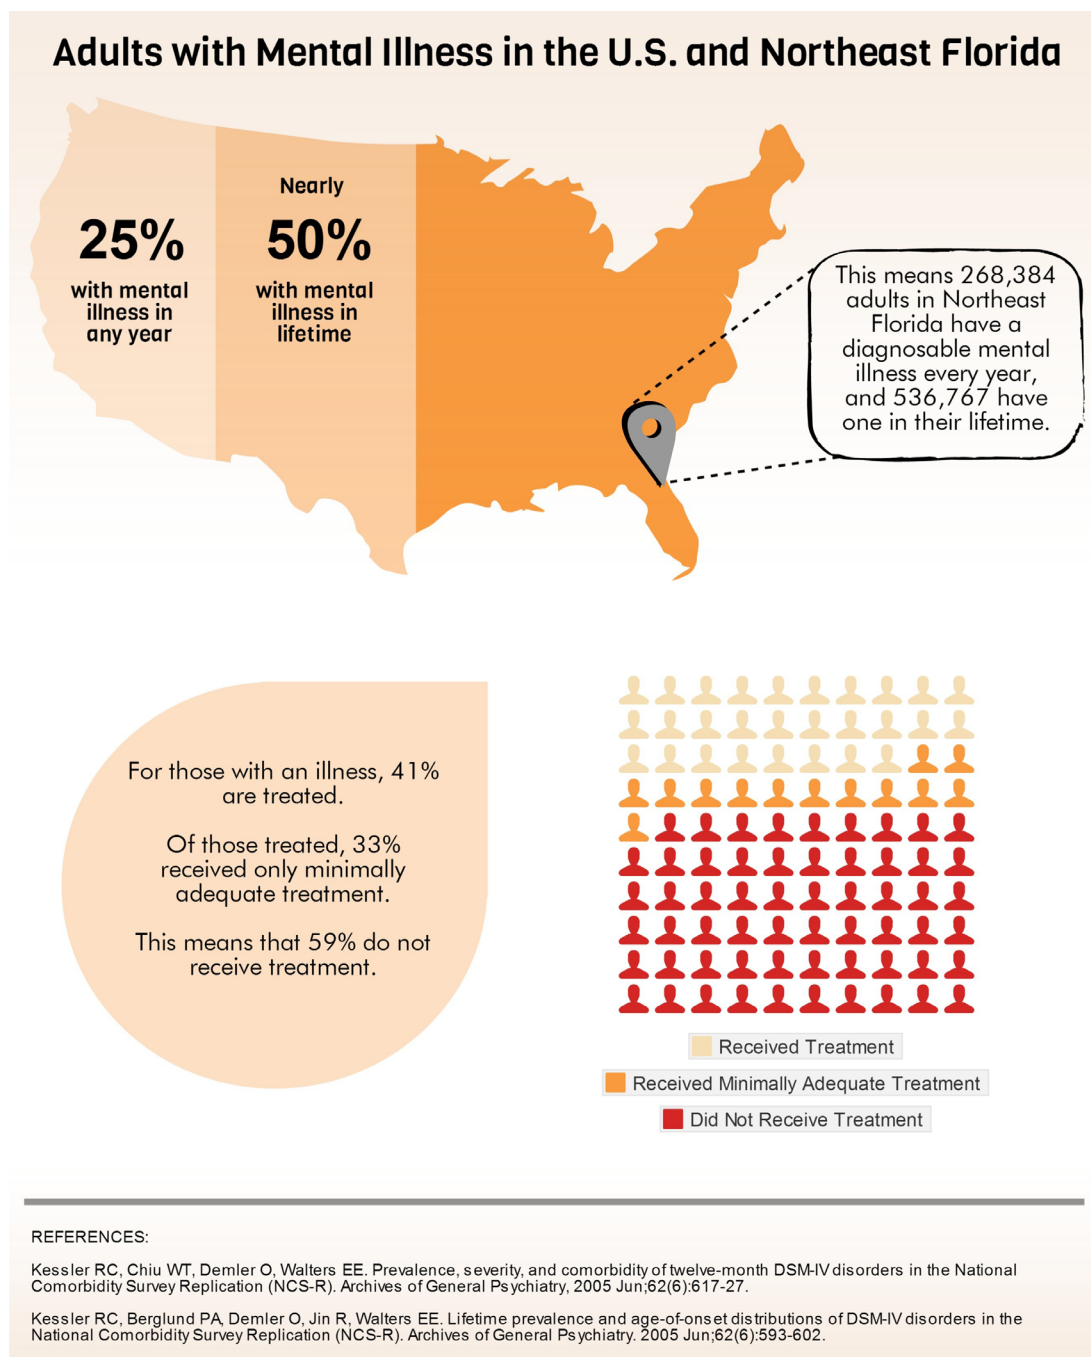 Adults with Mental Illness in the U.S. and Northeast Florida
25%
with mental
illness in
any year
Nearly
50%
with mental
illness in
lifetime
This means 268,384
adults in Northeast
Florida have a
diagnosable mental
illness every year,
and 536,767 have
one in their lifetime.
For those with an illness, 41%
are treated.
Of those treated, 33%
received only minimally
adequate treatment.
This means that 59% do not
receive treatment.
Received Treatment
Received Minimally Adequate Treatment
Did Not Receive Treatment
REFERENCES:
Kessler RC, Chiu WT, Demler O, Walters EE. Prevalence, severity, and comorbidity of twelve-month DSM-IV disorders in the National
Comorbidity Survey Replication (NCS-R). Archives of General Psychiatry, 2005 Jun;62(6):617-27.
Kessler RC, Berglund PA, Demler O, Jin R, Walters EE. Lifetime prevalence and age-of-onset distributions of DSM-IV disorders in the
National Comorbidity Survey Replication (NCS-R). Archives of General Psychiatry. 2005 Jun;62(6):593-602.